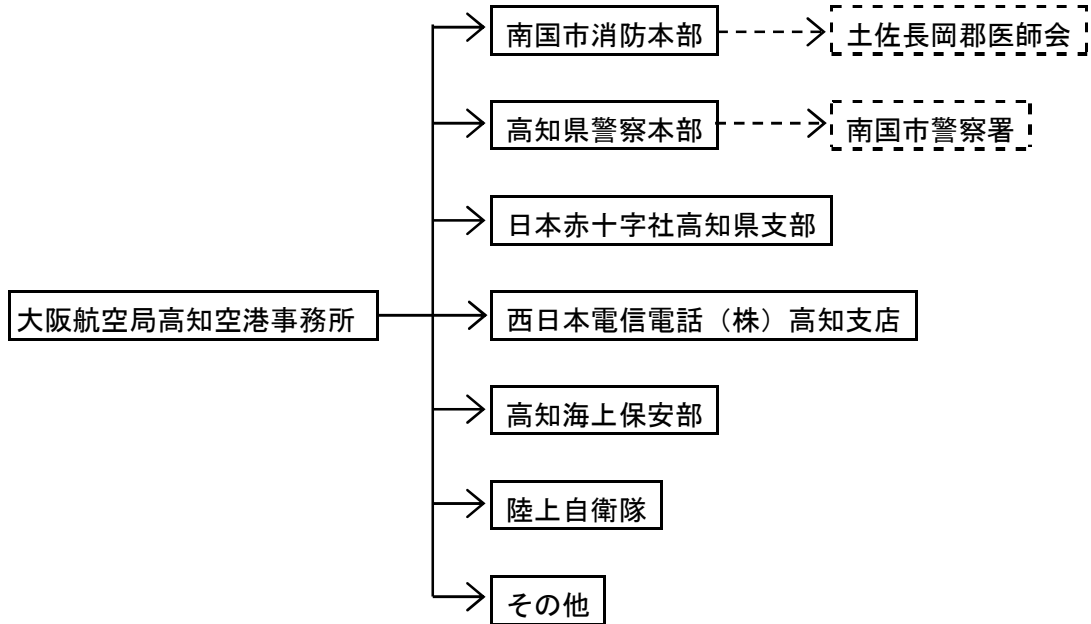 南国市消防本部
土佐長岡郡医師会
高知県警察本部
南国市警察署
日本赤十字社高知県支部
大阪航空局高知空港事務所
西日本電信電話（株）高知支店
高知海上保安部
陸上自衛隊
その他